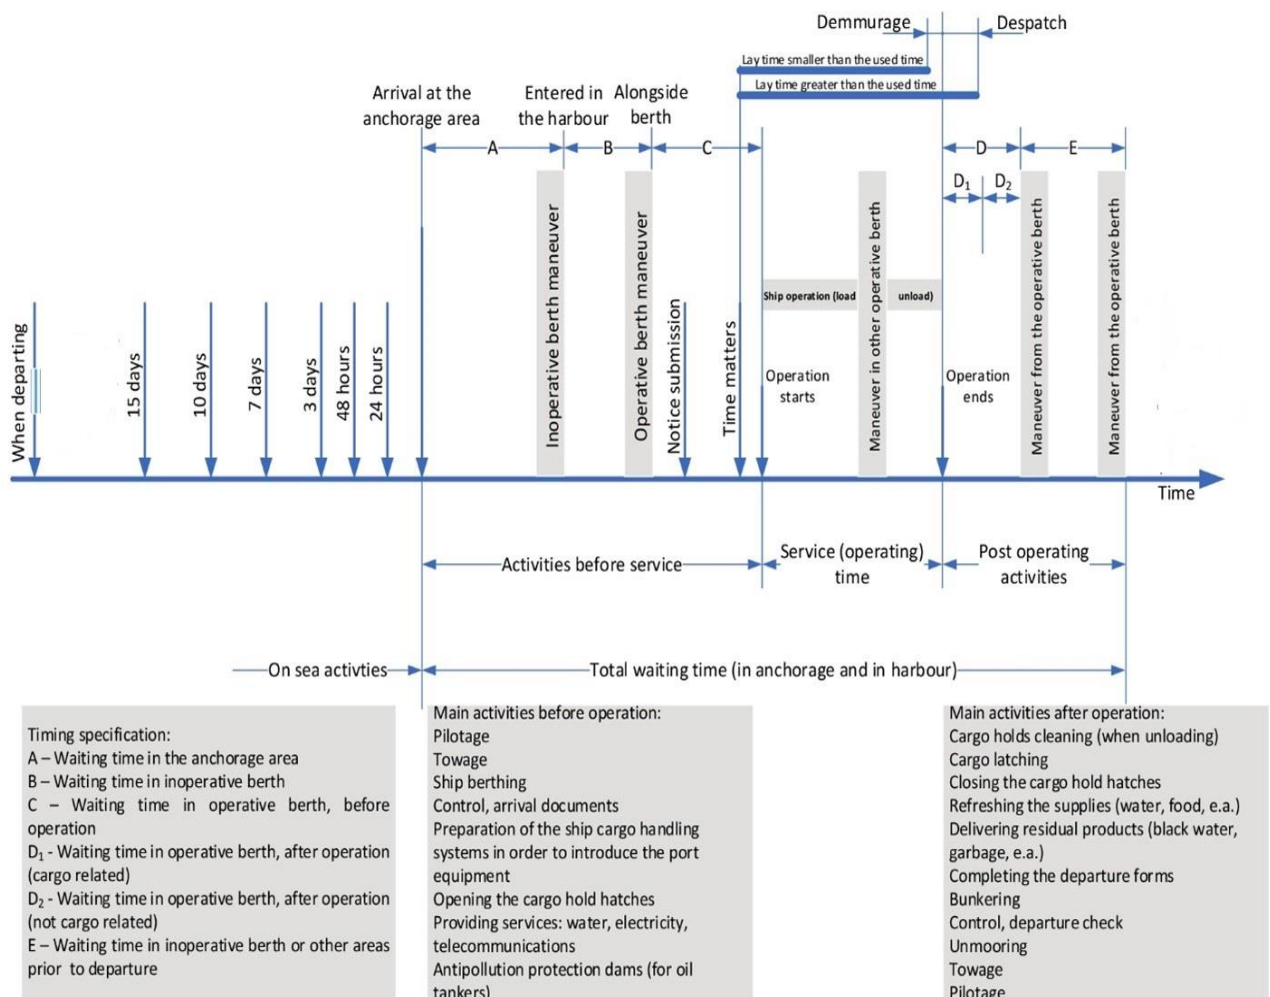 Demmurage
Despatch
Lay time smaller than the used time
Lay time greater than the used time
Arrival at the
anchorage area
Entered in
the harbour
Alongside
berth
A
B
C
D
E
D₁
D₂
When departing
15 days
10 days
7 days
3 days
48 hours
24 hours
Inoperative berth maneuver
Operative berth maneuver
Notice submission
Time matters
Ship operation (load
unload)
Maneuver in other operative berth
Operation
starts
Operation
ends
Maneuver from the operative berth
Maneuver from the operative berth
Time
Activities before service
Service (operating)
time
Post operating
activities
On sea activties
Total waiting time (in anchorage and in harbour)
Timing specification:
A – Waiting time in the anchorage area
B – Waiting time in inoperative berth
C – Waiting time in operative berth, before
operation
D₁ - Waiting time in operative berth, after operation
(cargo related)
D₂ - Waiting time in operative berth, after operation
(not cargo related)
E – Waiting time in inoperative berth or other areas
prior to departure
Main activities before operation:
Pilotage
Towage
Ship berthing
Control, arrival documents
Preparation of the ship cargo handling
systems in order to introduce the port
equipment
Opening the cargo hold hatches
Providing services: water, electricity,
telecommunications
Antipollution protection dams (for oil
tankers)
Main activities after operation:
Cargo holds cleaning (when unloading)
Cargo latching
Closing the cargo hold hatches
Refreshing the supplies (water, food, e.a.)
Delivering residual products (black water,
garbage, e.a.)
Completing the departure forms
Bunkering
Control, departure check
Unmooring
Towage
Pilotage